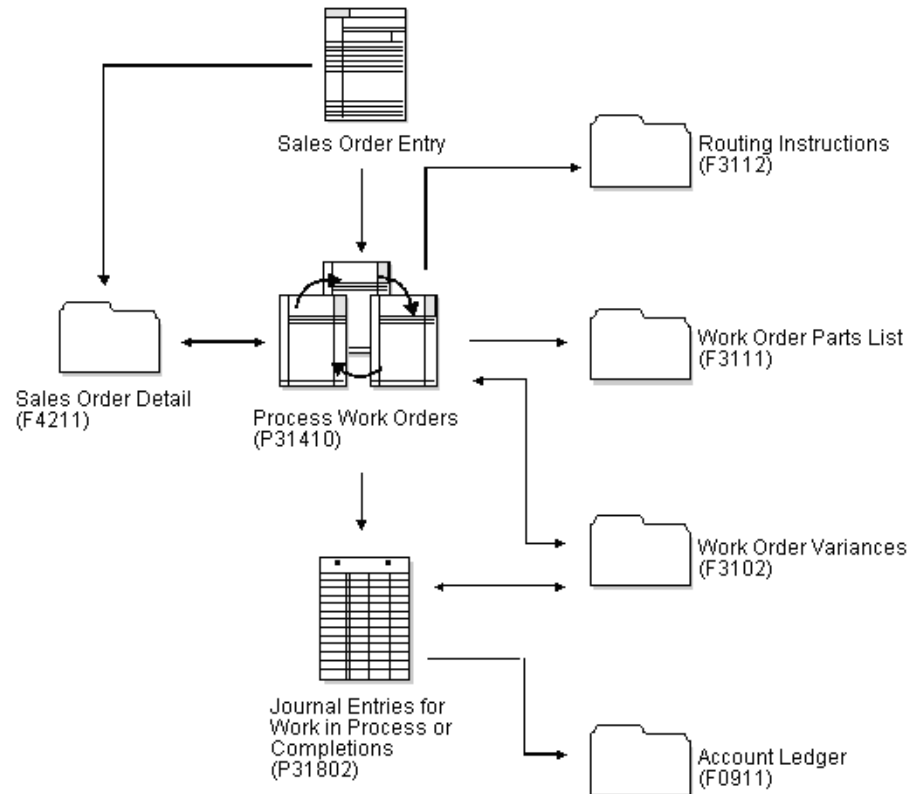 Sales Order Entry
Routing Instructions
(F3112)
Sales Order Detail
(F4211)
Process Work Orders
(P31410)
Work Order Parts List
(F3111)
Work Order Variances
(F3102)
Journal Entries for
Work in Process or
Completions
(P31802)
Account Ledger
(F0911)